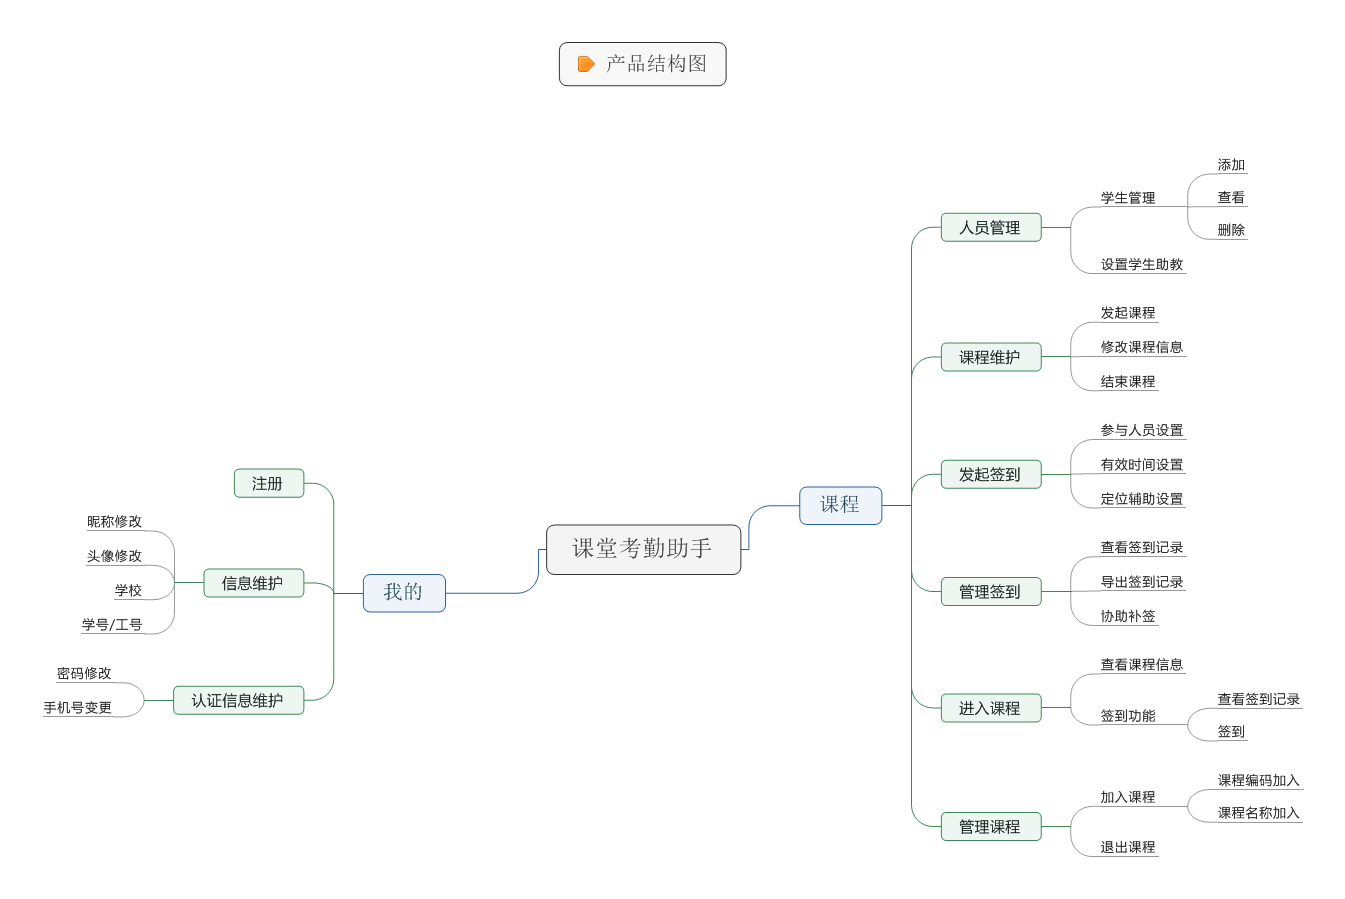 产品结构图
课堂考勤助手
课程
人员管理
学生管理
添加
查看
删除
设置学生助教
课程维护
发起课程
修改课程信息
结束课程
发起签到
参与人员设置
有效时间设置
定位辅助设置
管理签到
查看签到记录
导出签到记录
协助补签
进入课程
查看课程信息
签到功能
查看签到记录
签到
管理课程
加入课程
课程编码加入
课程名称加入
退出课程
我的
注册
信息维护
昵称修改
头像修改
学校
学号/工号
认证信息维护
密码修改
手机号变更